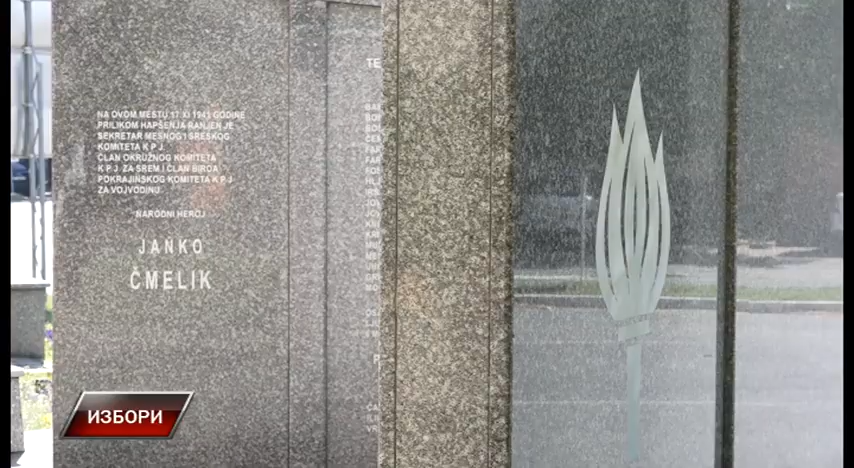 NA OVOM MESTU 17 XI 1941 GODINE
PRILIKOM HAPŠENJA RANJEN JE
SEKRETAR MESNOG I SRESKOG
KOMITETA K P J,
ČLAN OKRUŽNOG KOMITETA
K P J ZA SREM I ČLAN BIROA
POKRAJINSKOG KOMITETA K P J
ZA VOJVODINU
NARODNI HEROJ
JANKO
ČMELIK
ИЗБОРИ